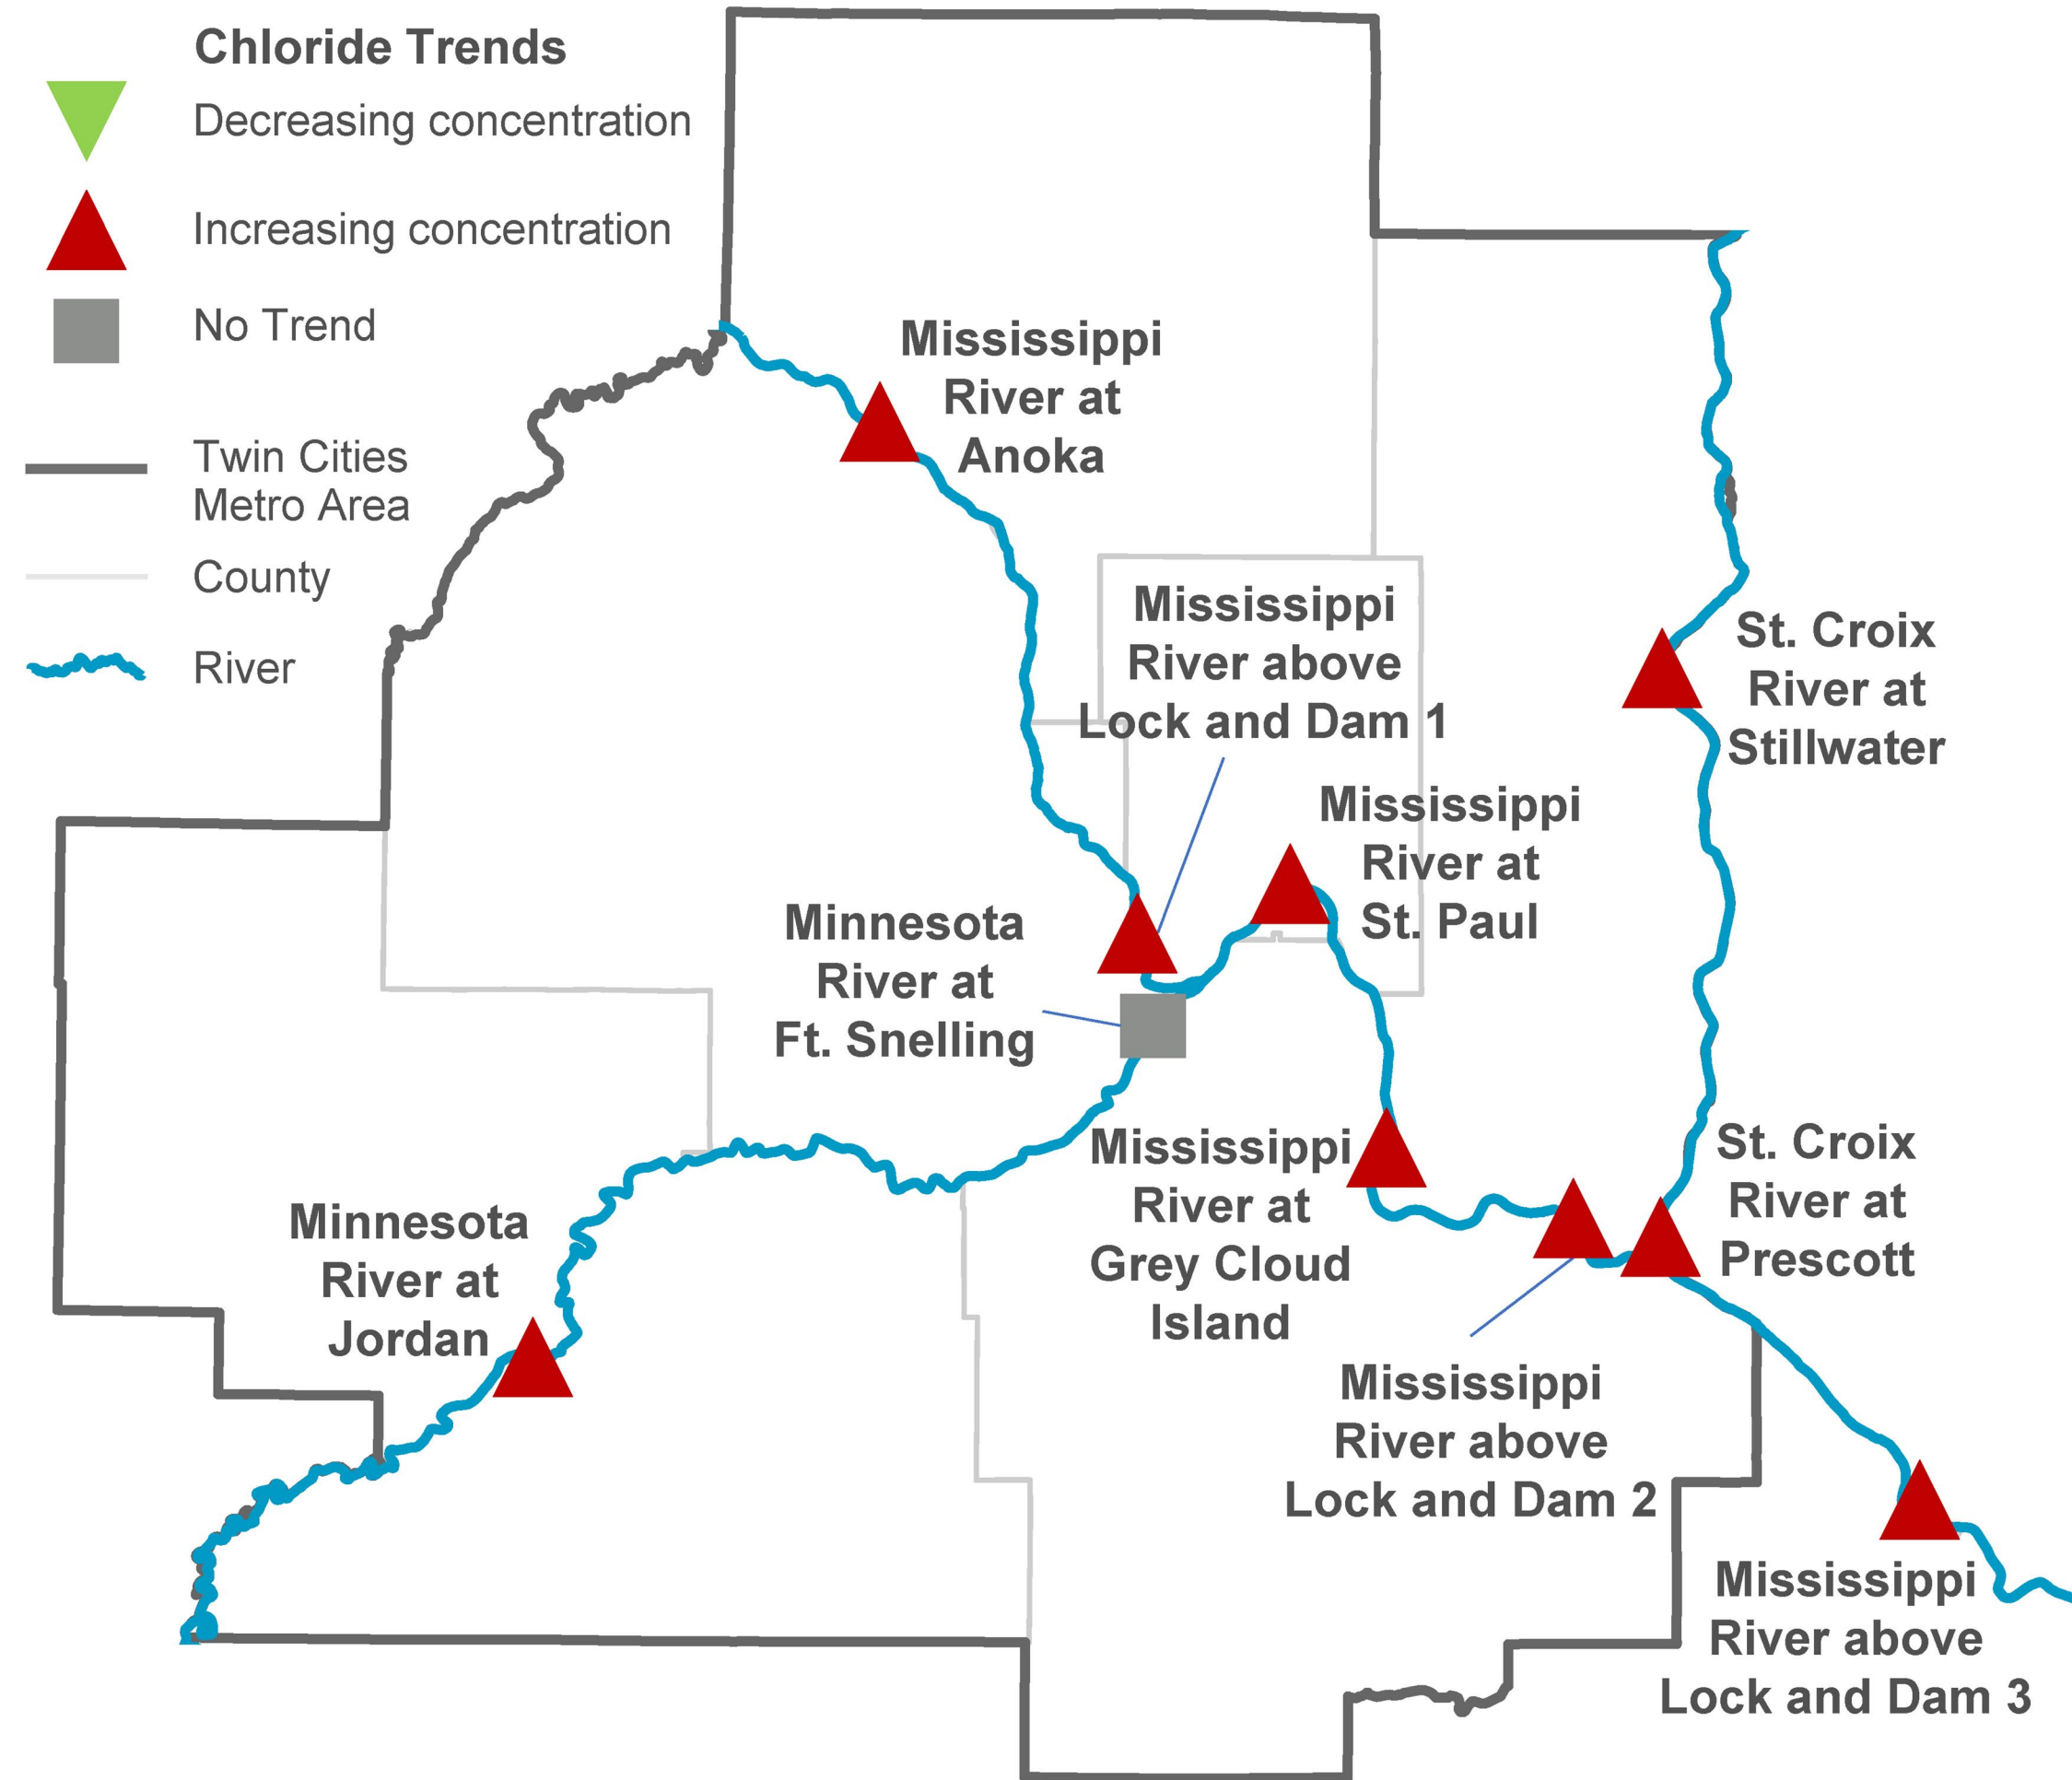 Chloride Trends
Decreasing concentration
Increasing concentration
No Trend
Twin Cities
Metro Area
County
River
Mississippi
River at
Anoka
Mississippi
River above
Lock and Dam 1
St. Croix
River at
Stillwater
Mississippi
River at
St. Paul
Minnesota
River at
Ft. Snelling
Mississippi
River at
Grey Cloud
Island
St. Croix
River at
Prescott
Minnesota
River at
Jordan
Mississippi
River above
Lock and Dam 2
Mississippi
River above
Lock and Dam 3